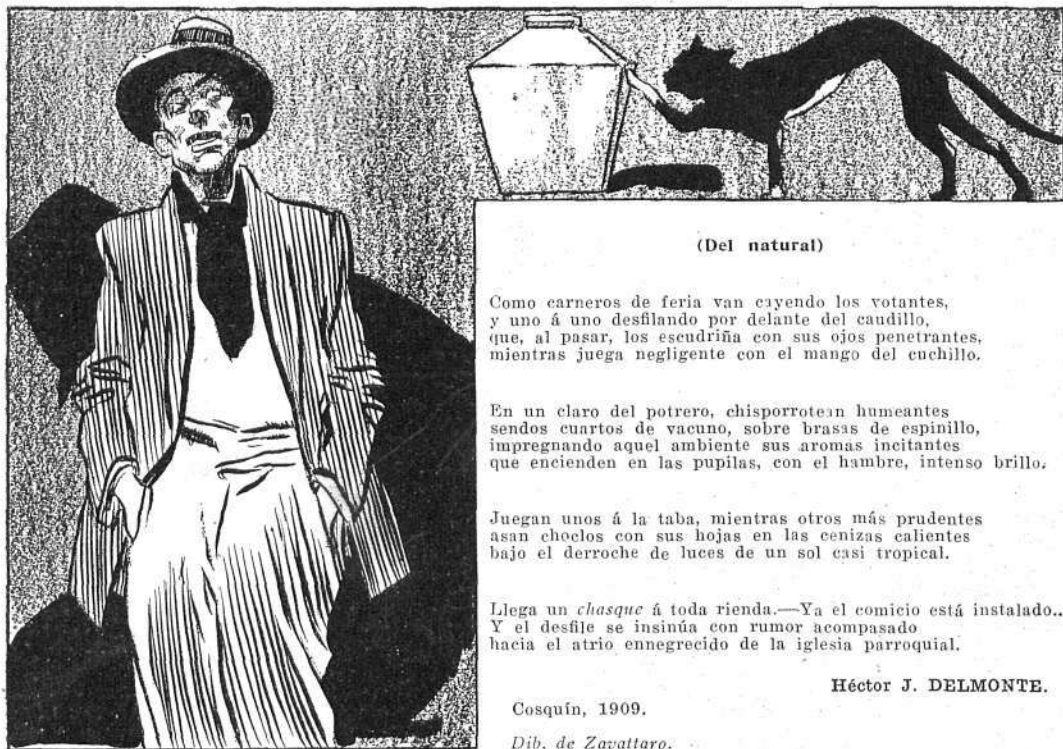 (Del natural)
Como carneros de feria van cayendo los votantes,
y uno á uno desfilando por delante del caudillo,
que, al pasar, los escudriña con sus ojos penetrantes,
mientras juega negligente con el mango del cuchillo.
En un claro del potrero, chisporrotean humeantes
sendos cuartos de vacuno, sobre brasas de espinillo,
impregnando aquel ambiente sus aromas incitantes
que encienden en las pupilas, con el hambre, intenso brillo.
Juegan unos á la taba, mientras otros más prudentes
asan choclos con sus hojas en las cenizas calientes
bajo el derroche de luces de un sol casi tropical.
Llega un chasque á toda rienda.—Ya el comicio está instalado..
Y el desfile se insinúa con rumor acompasado
hacia el atrio ennegrecido de la iglesia parroquial.
Héctor J. DELMONTE.
Cosquín, 1909.
Dib. de Zavattaro.